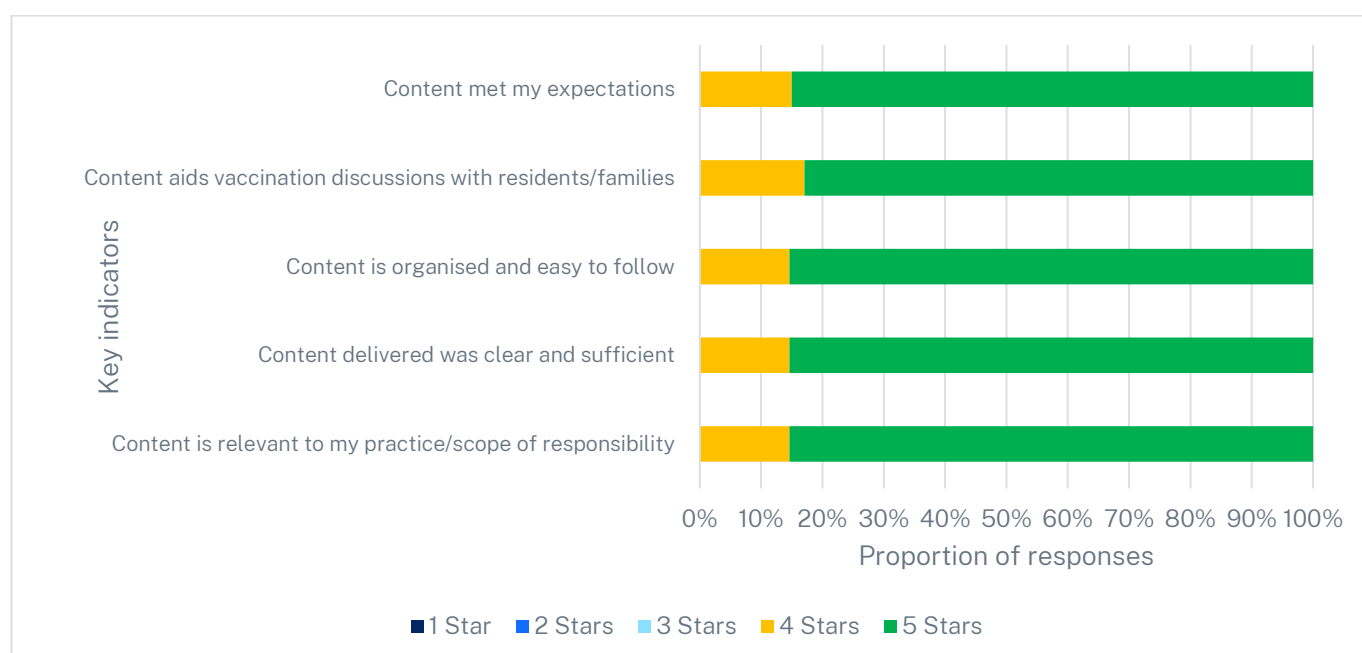 Content met my expectations
Content aids vaccination discussions with residents/families
Content is organised and easy to follow
Content delivered was clear and sufficient
Content is relevant to my practice/scope of responsibility
Key indicators
0% 10% 20% 30% 40% 50% 60% 70% 80% 90% 100%
Proportion of responses
1 Star 2 Stars 3 Stars 4 Stars 5 Stars